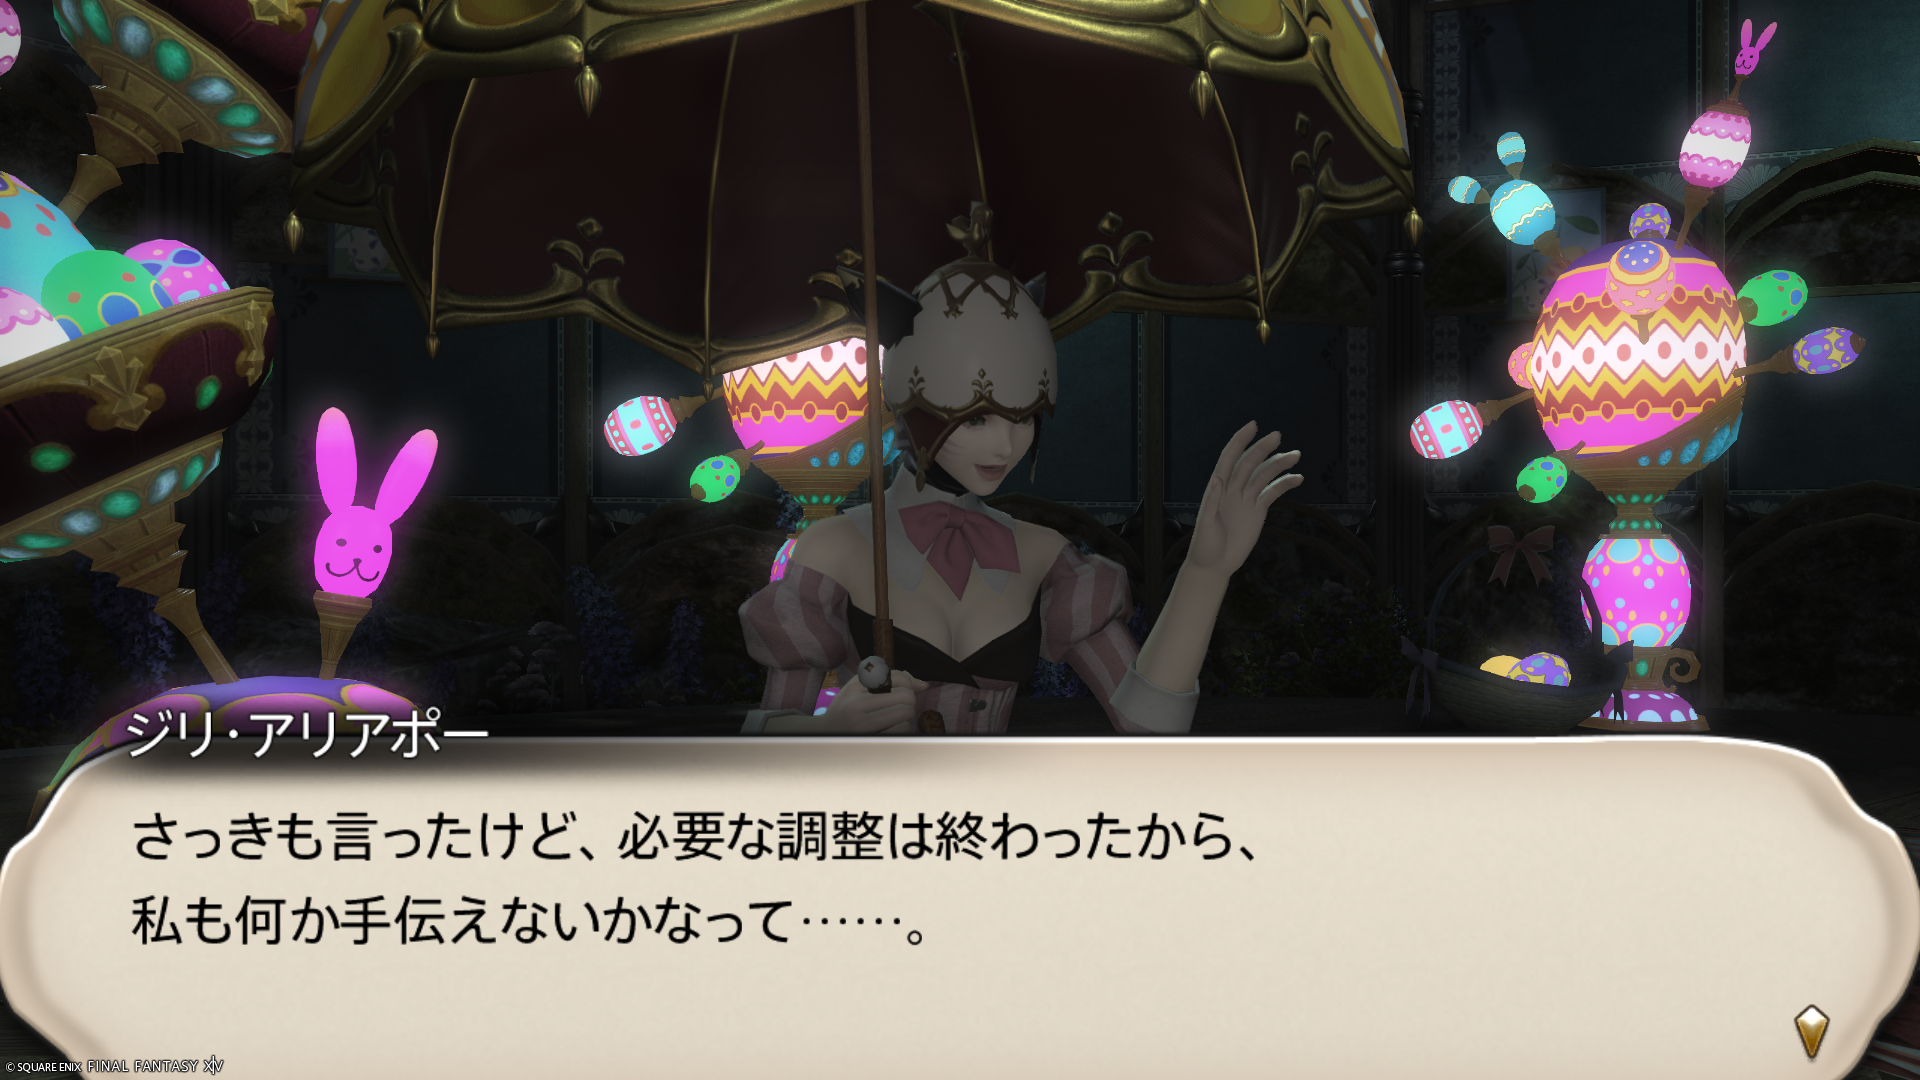 ジリ・アリアポー
さっきも言ったけど、必要な調整は終わったから、
私も何か手伝えないかなって……。
© SQUARE ENIX FINAL FANTASY XIV